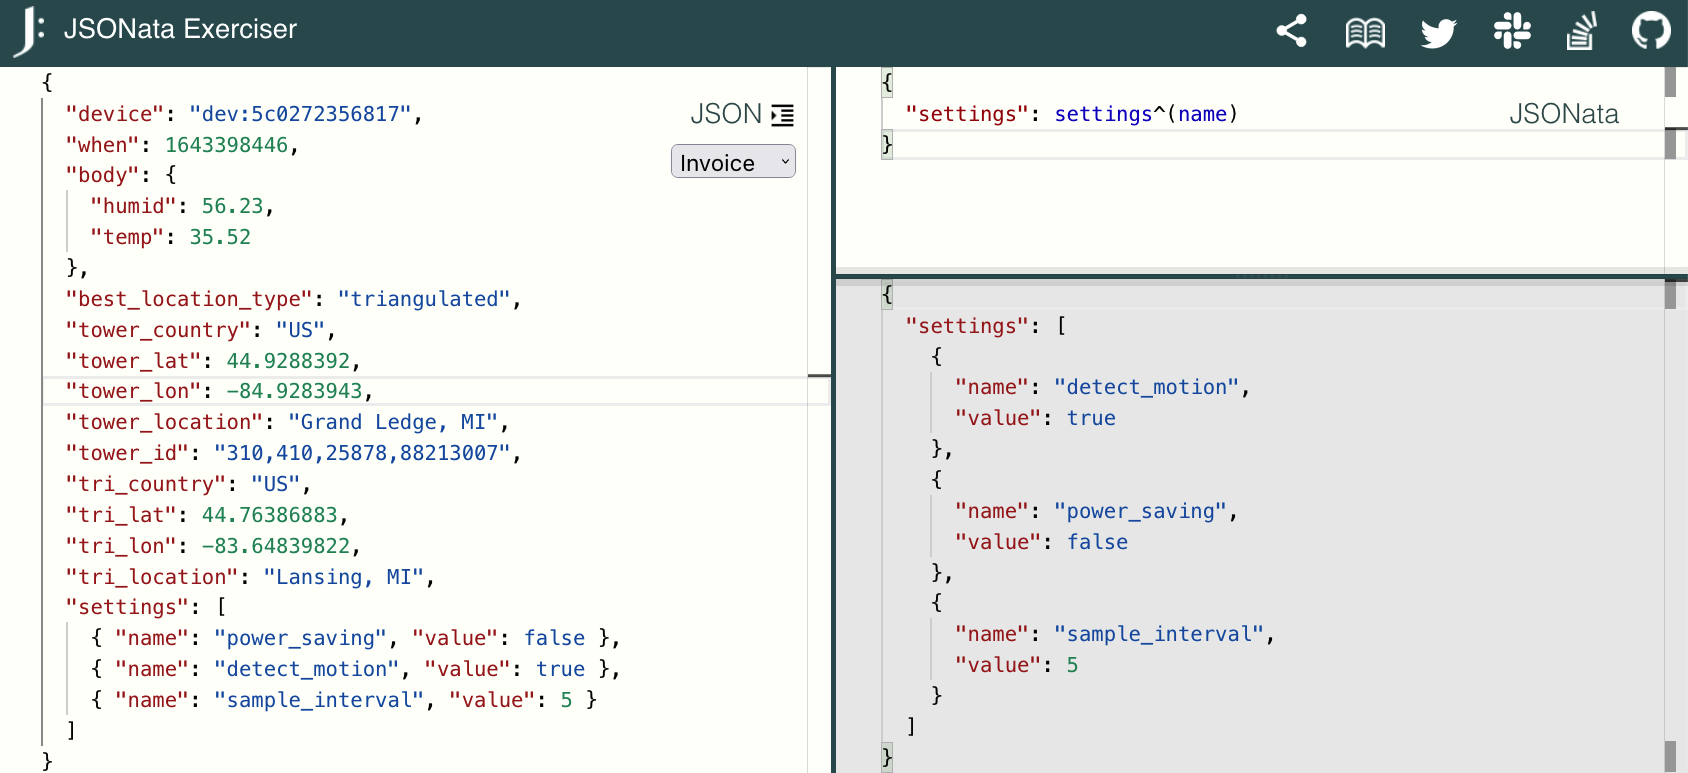 J: JSONata Exerciser
{
  "device": "dev:5c0272356817",
  "when": 1643398446,
  "body": {
    "humid": 56.23,
    "temp": 35.52
  },
  "best_location_type": "triangulated",
  "tower_country": "US",
  "tower_lat": 44.9288392,
  "tower_lon": -84.9283943,
  "tower_location": "Grand Ledge, MI",
  "tower_id": "310,410,25878,88213007",
  "tri_country": "US",
  "tri_lat": 44.76386883,
  "tri_lon": -83.64839822,
  "tri_location": "Lansing, MI",
  "settings": [
    { "name": "power_saving", "value": false },
    { "name": "detect_motion", "value": true },
    { "name": "sample_interval", "value": 5 }
  ]
}
JSON
Invoice
{
  "settings": settings^(name)
}
JSONata
{
  "settings": [
    {
      "name": "detect_motion",
      "value": true
    },
    {
      "name": "power_saving",
      "value": false
    },
    {
      "name": "sample_interval",
      "value": 5
    }
  ]
}